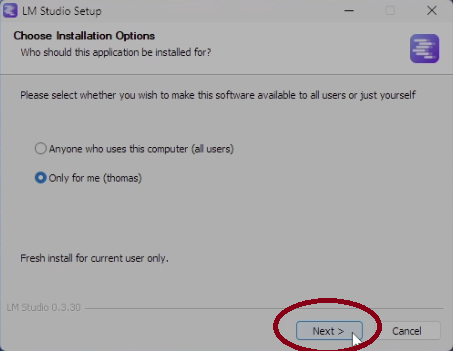 LM Studio Setup
Choose Installation Options
Who should this application be installed for?
Please select whether you wish to make this software available to all users or just yourself
Anyone who uses this computer (all users)
Only for me (thomas)
Fresh install for current user only.
LM Studio 0.3.30
Next >
Cancel